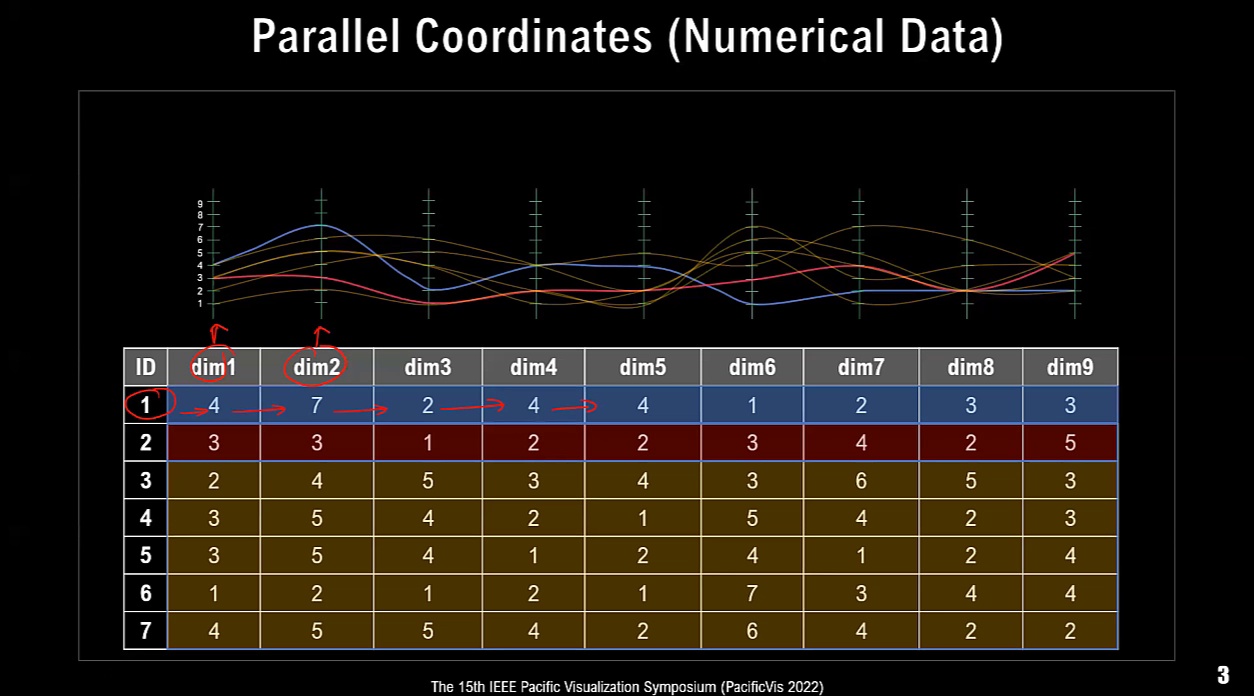 Parallel Coordinates (Numerical Data)
9
8
7
6
5
4
3
2
1
ID dim1 dim2 dim3 dim4 dim5 dim6 dim7 dim8 dim9
1 4 7 2 4 4 1 2 3 3
2 3 3 1 2 2 3 4 2 5
3 2 4 5 3 4 3 6 5 3
4 3 5 4 2 1 5 4 2 3
5 3 5 4 1 2 4 1 2 4
6 1 2 1 2 1 7 3 4 4
7 4 5 5 4 2 6 4 2 2
The 15th IEEE Pacific Visualization Symposium (PacificVis 2022)
3